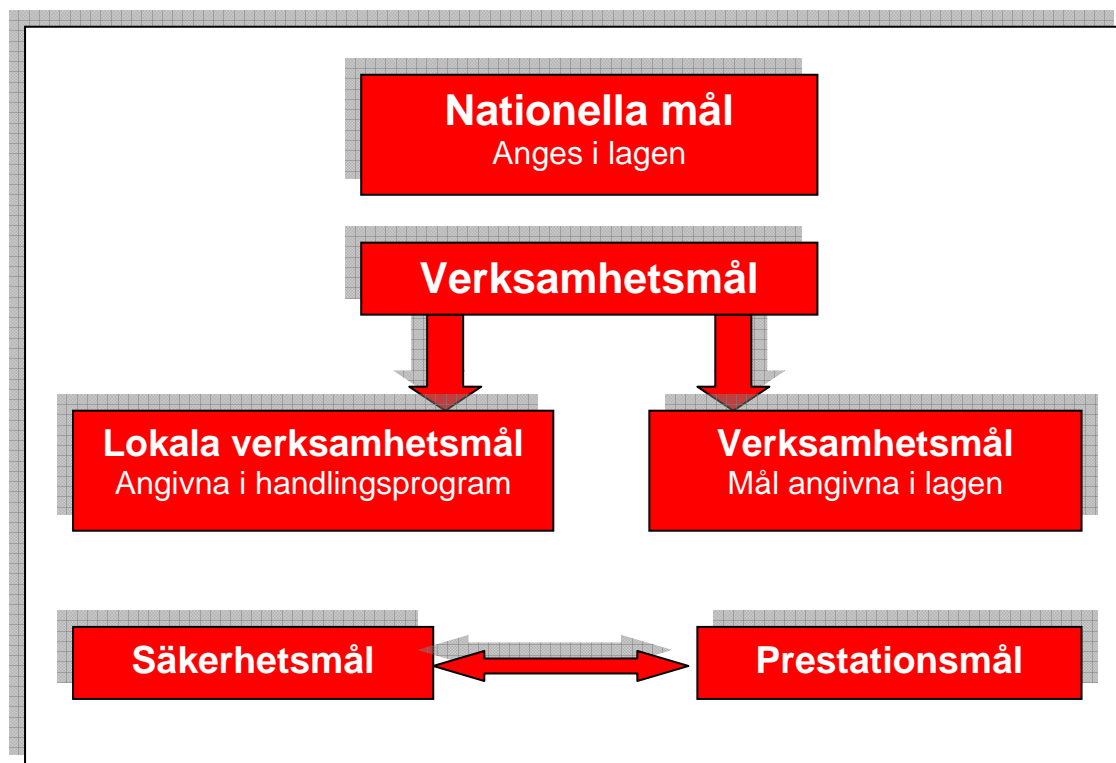 Nationella mål
Anges i lagen
Verksamhetsmål
Lokala verksamhetsmål
Angivna i handlingsprogram
Verksamhetsmål
Mål angivna i lagen
Säkerhetsmål
Prestationsmål